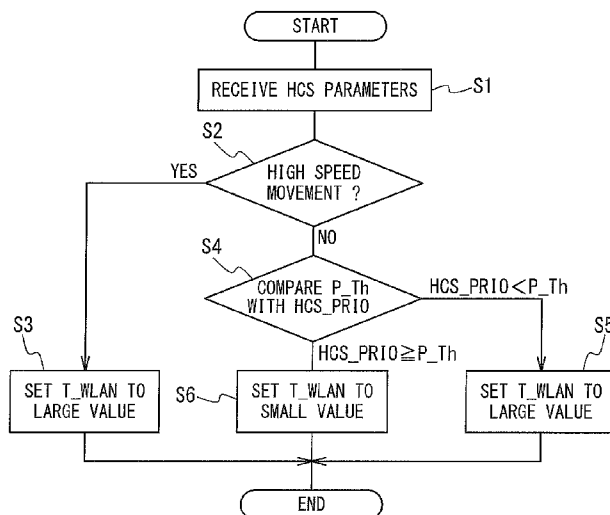 START
RECEIVE HCS PARAMETERS
S1
S2
YES
HIGH SPEED
MOVEMENT ?
NO
S4
COMPARE P_Th
WITH HCS_PRIO
HCS_PRIO<P_Th
HCS_PRIO≧P_Th
S3
SET T_WLAN TO
LARGE VALUE
S6
SET T_WLAN TO
SMALL VALUE
S5
SET T_WLAN TO
LARGE VALUE
END